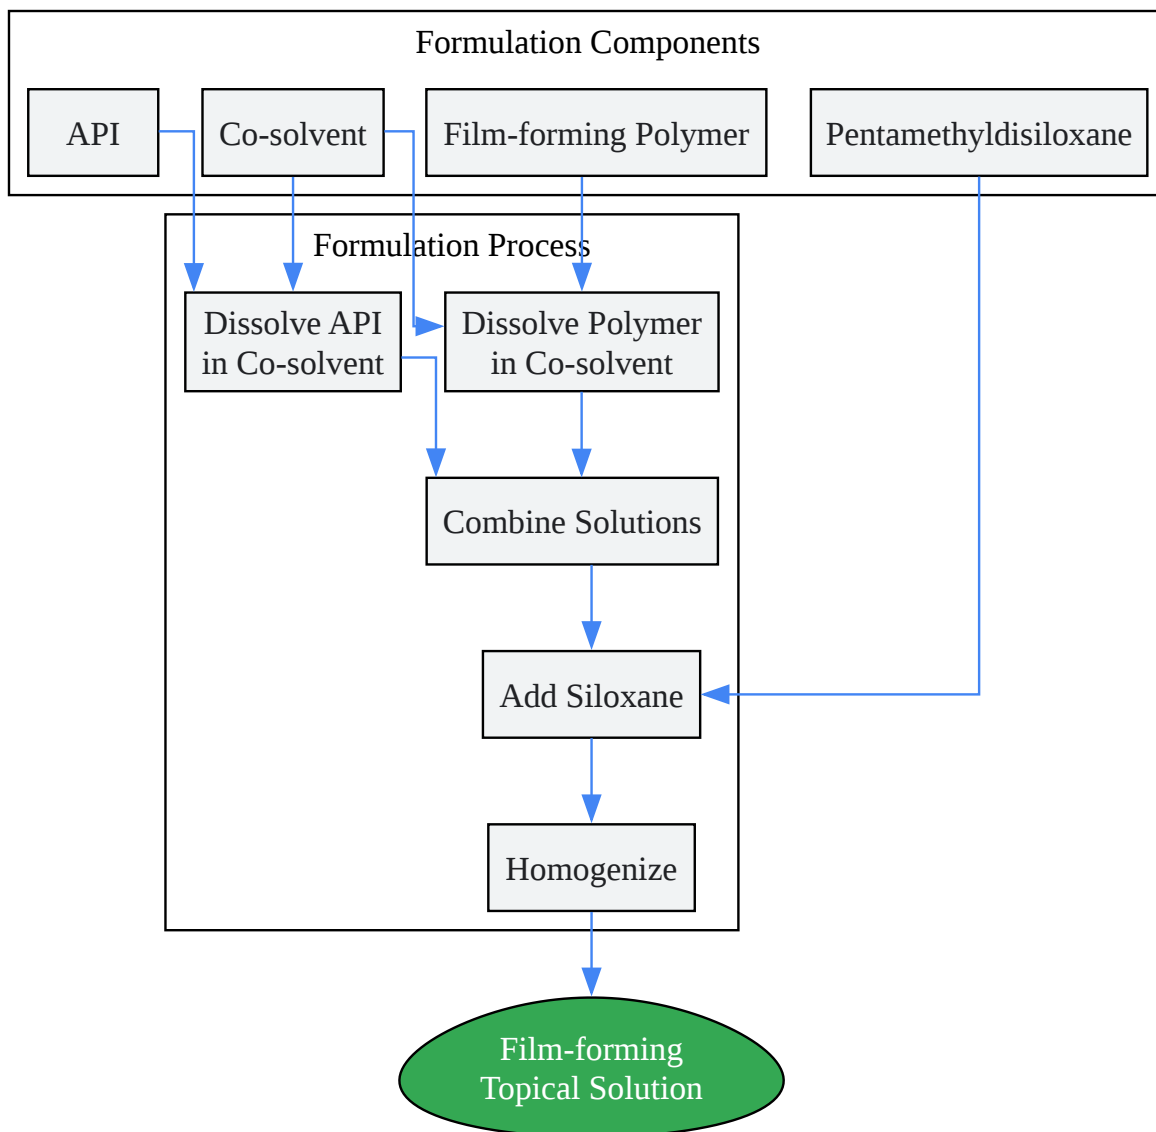 Formulation Components
API
Co-solvent
Film-forming Polymer
Pentamethyldisiloxane
Formulation Process
Dissolve API
in Co-solvent
Dissolve Polymer
in Co-solvent
Combine Solutions
Add Siloxane
Homogenize
Film-forming
Topical Solution